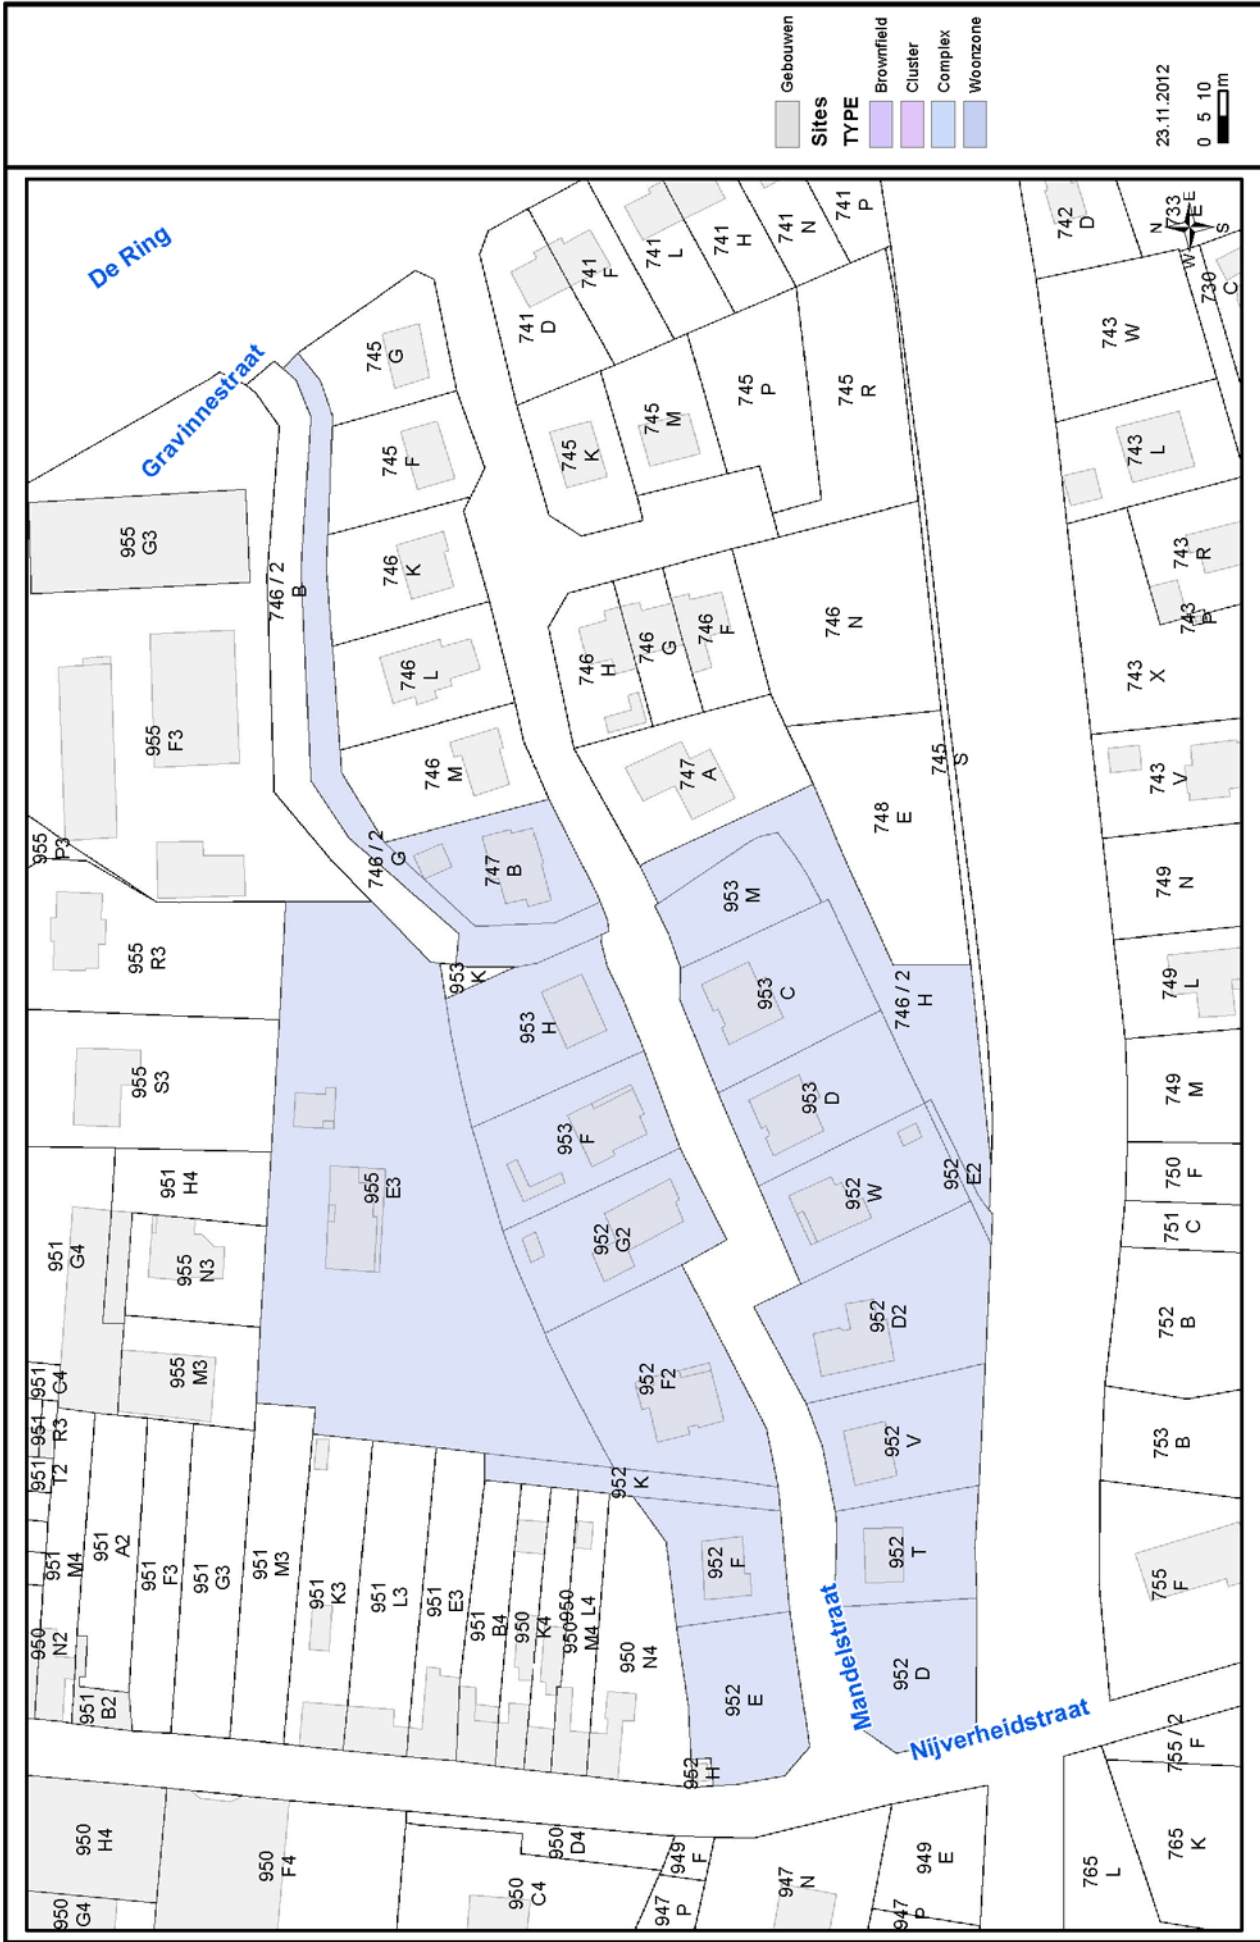 De Ring
Gravinnestraat
Mandelstraat
Nijverheidstraat
Gebouwen
Sites
TYPE
Brownfield
Cluster
Complex
Woonzone
23.11.2012
0 5 10
m
N
E
S
W
955
G3
955
F3
955
P3
955
R3
955
S3
951
H4
951
G4
955
N3
955
M3
951
C4
951
R3
951
T2
951
M4
950
N2
951
A2
951
B2
951
F3
951
G3
951
M3
951
K3
951
L3
951
E3
951
B4
950
K4
950
M4
950
L4
950
N4
955
E3
746 / 2
B
746 / 2
G
745
G
745
F
746
K
746
L
746
M
747
B
953
K
953
H
953
F
952
G2
952
F2
952
K
952
F
952
E
952
H
741
D
741
F
741
L
741
H
741
N
741
P
745
K
745
M
745
P
745
R
746
H
746
G
746
F
746
N
747
A
748
E
745
S
953
M
953
C
953
D
746 / 2
H
952
W
952
E2
952
D2
952
V
952
T
952
D
742
D
733
E
730
C
743
W
743
L
743
R
743
P
743
X
743
V
749
N
749
L
749
M
750
F
751
C
752
B
753
B
755
F
755 / 2
F
765
K
765
L
950
H4
950
G4
950
F4
950
D4
950
C4
949
F
947
P
947
N
949
E
947
P